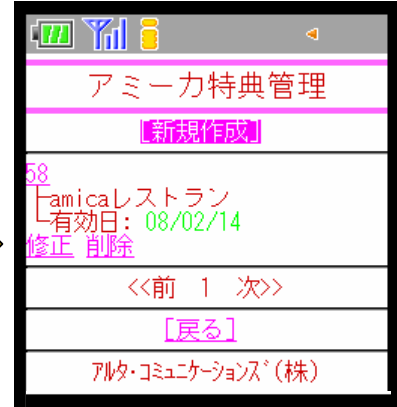 アミーカ特典管理
[新規作成]
58
├amicaレストラン
└有効日: 08/02/14
修正 削除
<<前 1 次>>
[戻る]
ｱﾙﾀ･ｺﾐｭﾆｹｰｼｮﾝｽﾞ(株)